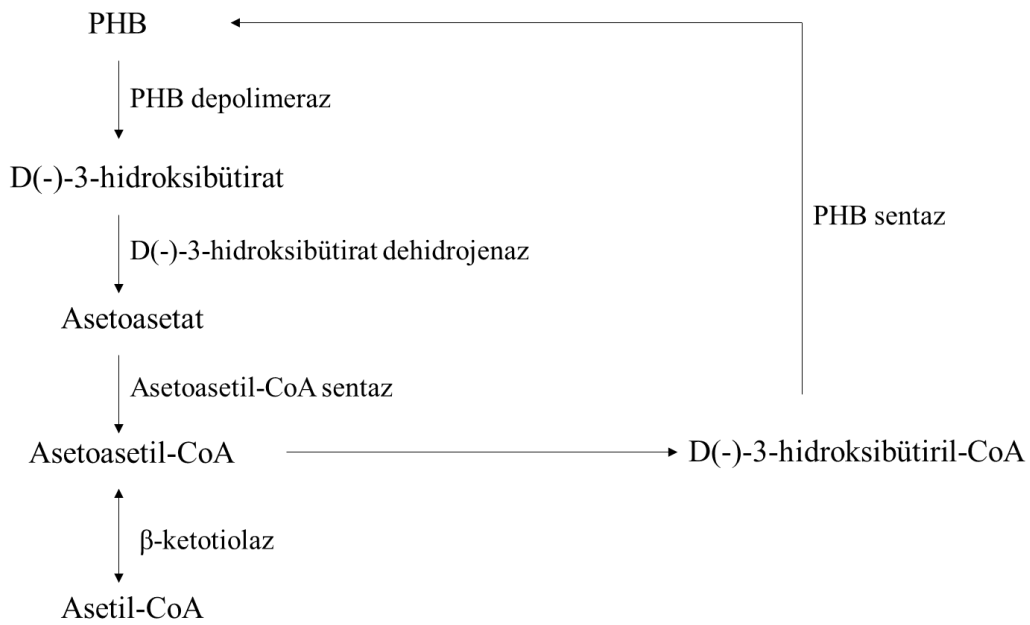 PHB
PHB depolimeraz
D(-)-3-hidroksibütirat
PHB sentaz
D(-)-3-hidroksibütirat dehidrojenaz
Asetoasetat
Asetoasetil-CoA sentaz
Asetoasetil-CoA
D(-)-3-hidroksibütiril-CoA
β-ketotiolaz
Asetil-CoA